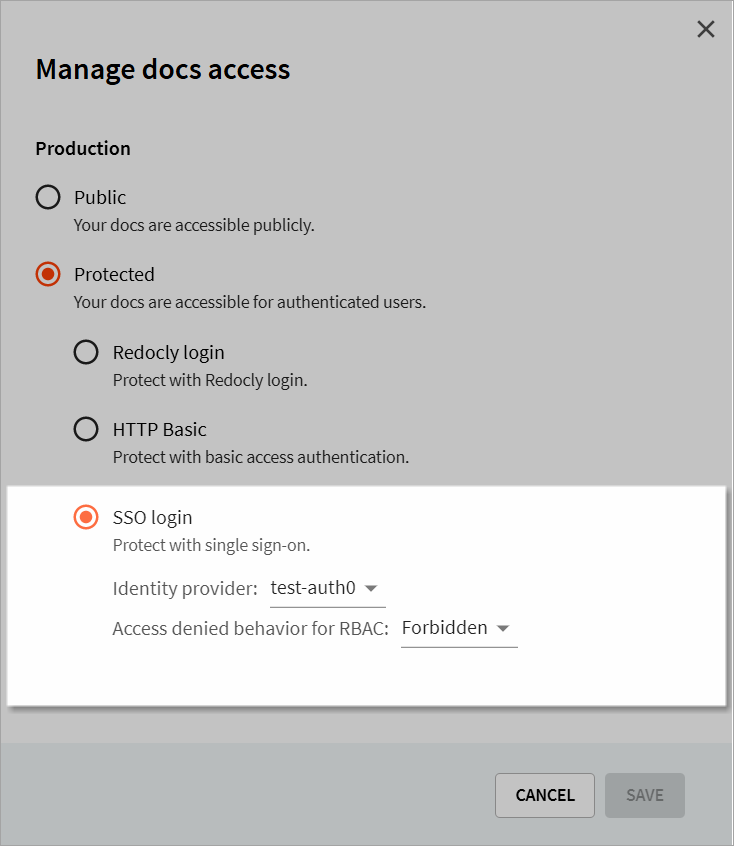 Manage docs access
Production
Public
Your docs are accessible publicly.
Protected
Your docs are accessible for authenticated users.
Redocly login
Protect with Redocly login.
HTTP Basic
Protect with basic access authentication.
SSO login
Protect with single sign-on.
Identity provider: test-auth0
Access denied behavior for RBAC: Forbidden
CANCEL SAVE